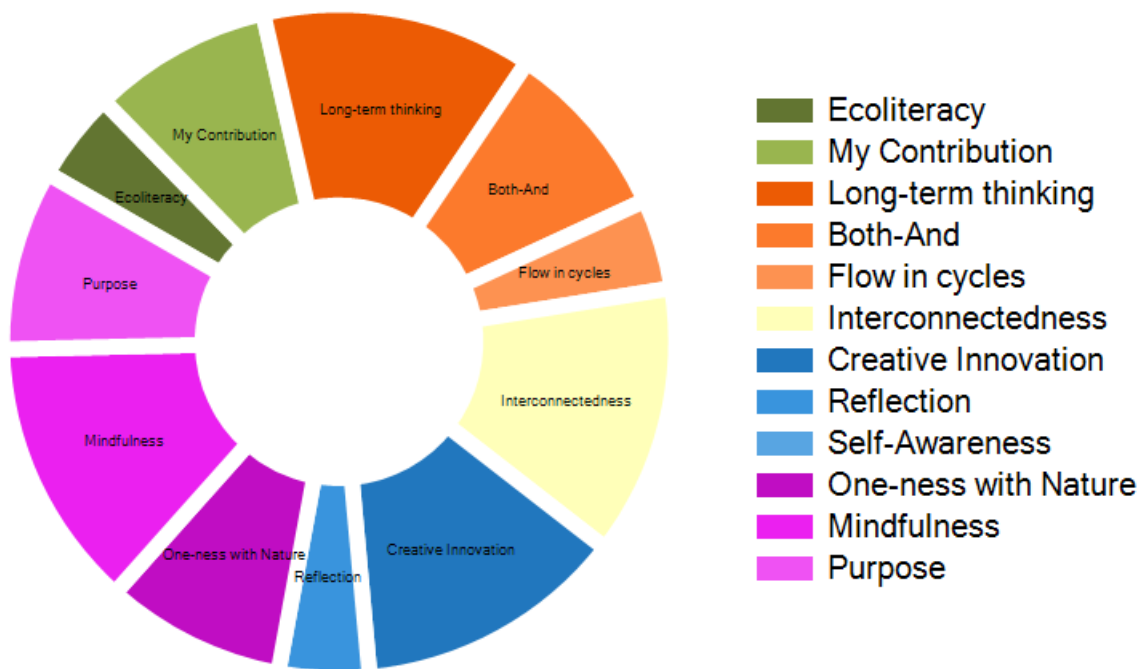 Long-term thinking
My Contribution
Both-And
Ecoliteracy
Flow in cycles
Purpose
Interconnectedness
Mindfulness
Creative Innovation
One-ness with Nature
Reflection
Ecoliteracy
My Contribution
Long-term thinking
Both-And
Flow in cycles
Interconnectedness
Creative Innovation
Reflection
Self-Awareness
One-ness with Nature
Mindfulness
Purpose